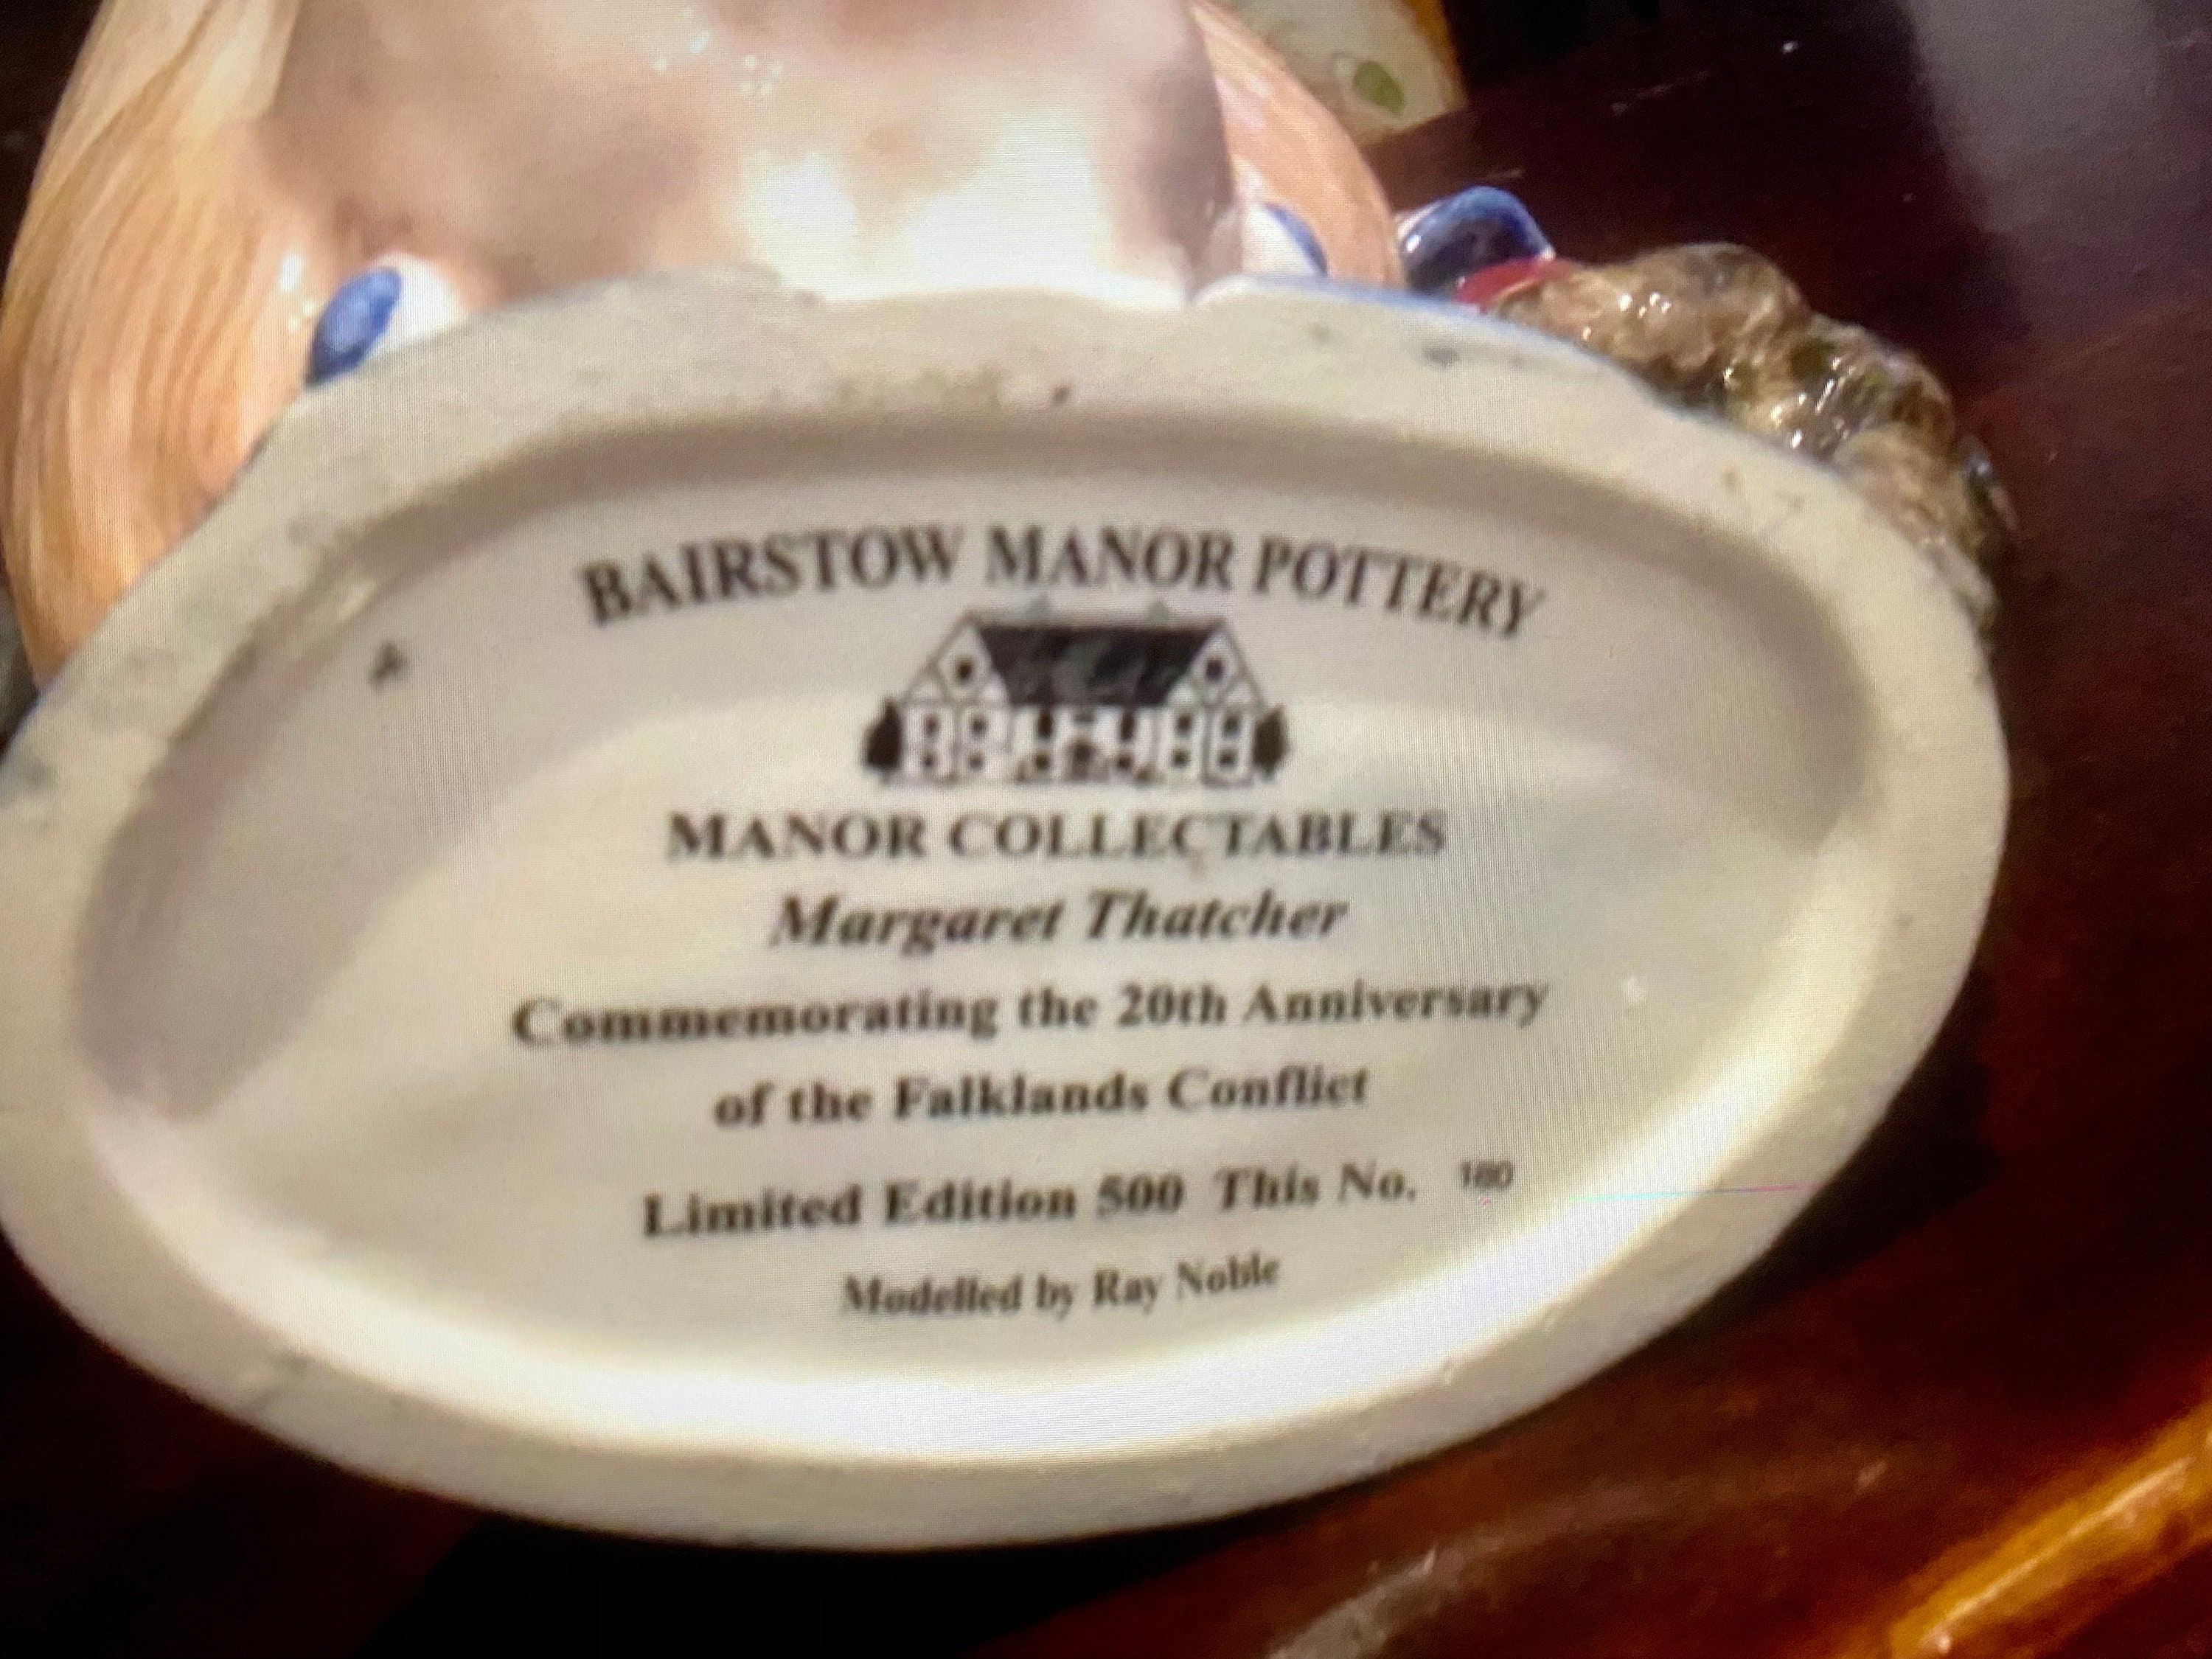 BAIRSTOW MANOR POTTERY
MANOR COLLECTABLES
Margaret Thatcher
Commemorating the 20th Anniversary
of the Falklands Conflict
Limited Edition 500 This No. 180
Modelled by Ray Noble